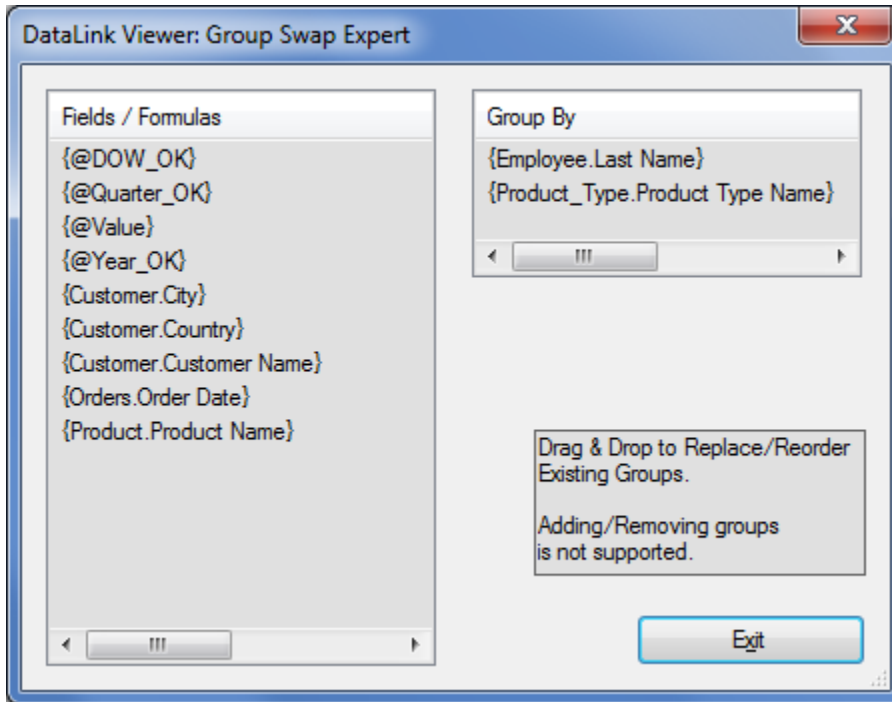 DataLink Viewer: Group Swap Expert
Fields / Formulas
{@DOW_OK}
{@Quarter_OK}
{@Value}
{@Year_OK}
{Customer.City}
{Customer.Country}
{Customer.Customer Name}
{Orders.Order Date}
{Product.Product Name}
Group By
{Employee.Last Name}
{Product_Type.Product Type Name}
Drag & Drop to Replace/Reorder
Existing Groups.
Adding/Removing groups
is not supported.
Exit